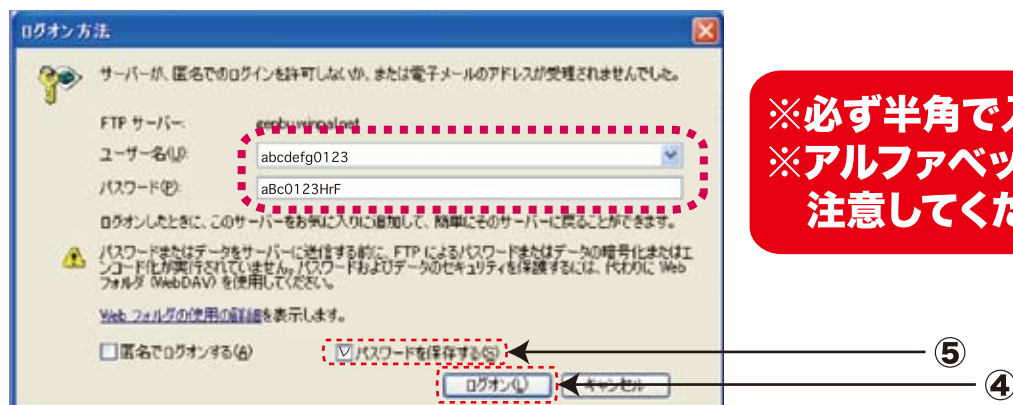 ログオン方法
サーバーが、匿名でのログインを許可しないか、または電子メールのアドレスが受理されませんでした。
FTP サーバー:
ユーザー名(U):
abcdefg0123
パスワード(P):
aBc0123HrF
ログオンしたときに、このサーバーをお気に入りに追加して、簡単にそのサーバーに戻ることができます。
パスワードまたはデータをサーバーに送信する前に、FTP によるパスワードまたはデータの暗号化またはエ
ンコード化が実行されていません。パスワードおよびデータのセキュリティを保護するには、代わりに Web
フォルダ (WebDAV) を使用してください。
Web フォルダの使用の詳細を表示します。
匿名でログオンする(A)
パスワードを保存する(S)
⑤
ログオン(L)
キャンセル
④
※必ず半角で
※アルファベッ
注意してくだ